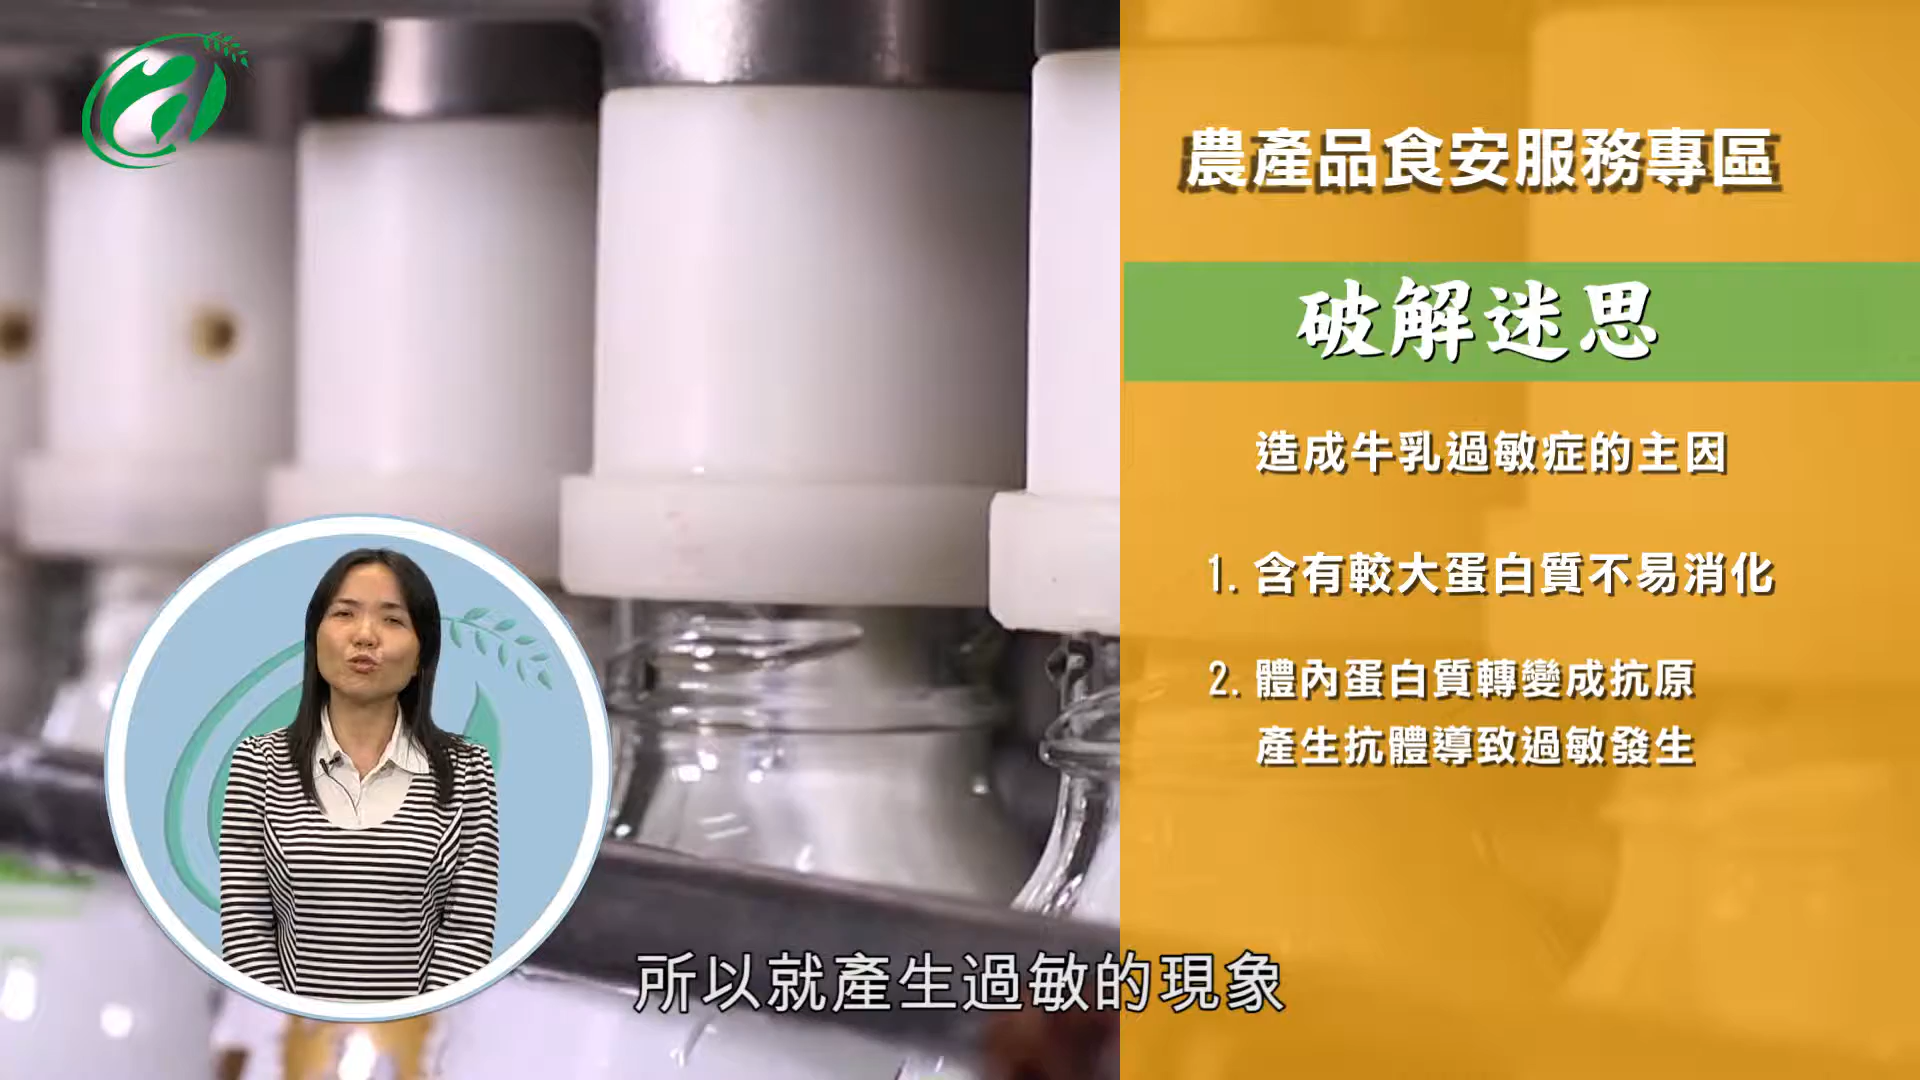 農產品食安服務專區
破解迷思
造成牛乳過敏症的主因
1. 含有較大蛋白質不易消化
2. 體內蛋白質轉變成抗原
產生抗體導致過敏發生
所以就產生過敏的現象